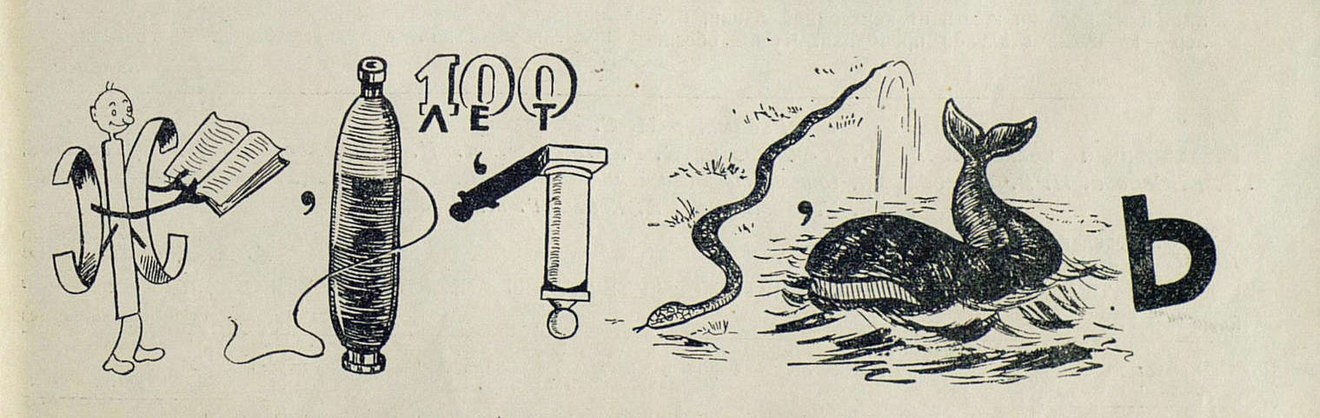 100
ЛЕТ
Ж , ‘ , Ь